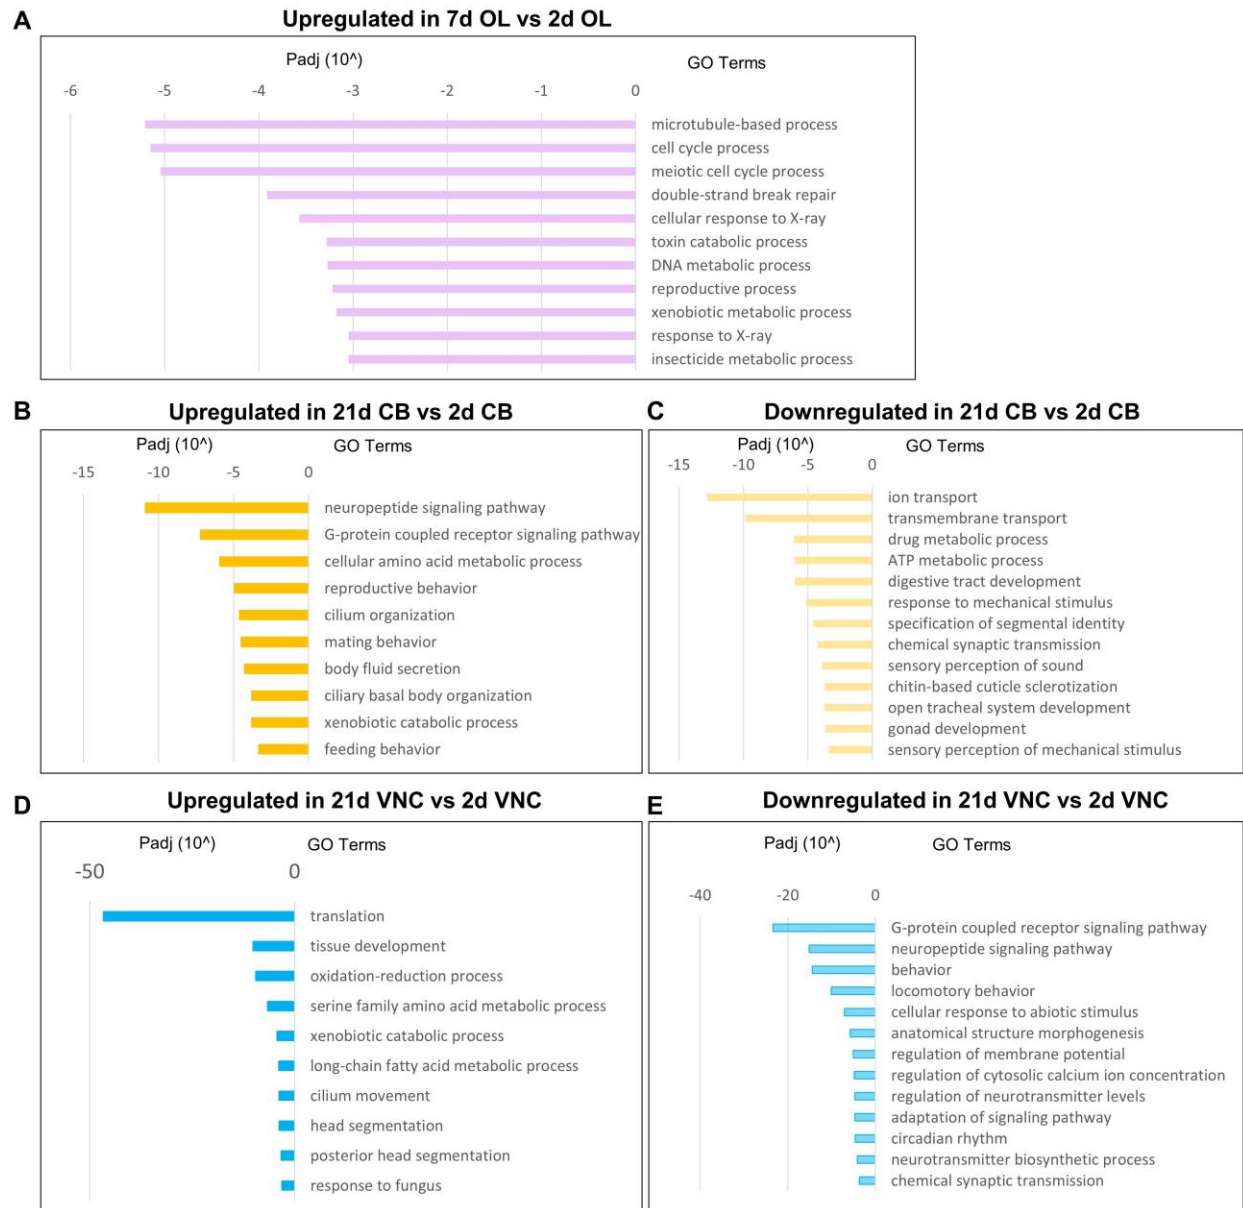 A
Upregulated in 7d OL vs 2d OL
Padj (10^)
GO Terms
-6 -5 -4 -3 -2 -1 0
microtubule-based process
cell cycle process
meiotic cell cycle process
double-strand break repair
cellular response to X-ray
toxin catabolic process
DNA metabolic process
reproductive process
xenobiotic metabolic process
response to X-ray
insecticide metabolic process
B
Upregulated in 21d CB vs 2d CB
Padj (10^)
GO Terms
-15 -10 -5 0
neuropeptide signaling pathway
G-protein coupled receptor signaling pathway
cellular amino acid metabolic process
reproductive behavior
cilium organization
mating behavior
body fluid secretion
ciliary basal body organization
xenobiotic catabolic process
feeding behavior
C
Downregulated in 21d CB vs 2d CB
Padj (10^)
GO Terms
-15 -10 -5 0
ion transport
transmembrane transport
drug metabolic process
ATP metabolic process
digestive tract development
response to mechanical stimulus
specification of segmental identity
chemical synaptic transmission
sensory perception of sound
chitin-based cuticle sclerotization
open tracheal system development
gonad development
sensory perception of mechanical stimulus
D
Upregulated in 21d VNC vs 2d VNC
Padj (10^)
GO Terms
-50 0
translation
tissue development
oxidation-reduction process
serine family amino acid metabolic process
xenobiotic catabolic process
long-chain fatty acid metabolic process
cilium movement
head segmentation
posterior head segmentation
response to fungus
E
Downregulated in 21d VNC vs 2d VNC
Padj (10^)
GO Terms
-40 -20 0
G-protein coupled receptor signaling pathway
neuropeptide signaling pathway
behavior
locomotory behavior
cellular response to abiotic stimulus
anatomical structure morphogenesis
regulation of membrane potential
regulation of cytosolic calcium ion concentration
regulation of neurotransmitter levels
adaptation of signaling pathway
circadian rhythm
neurotransmitter biosynthetic process
chemical synaptic transmission